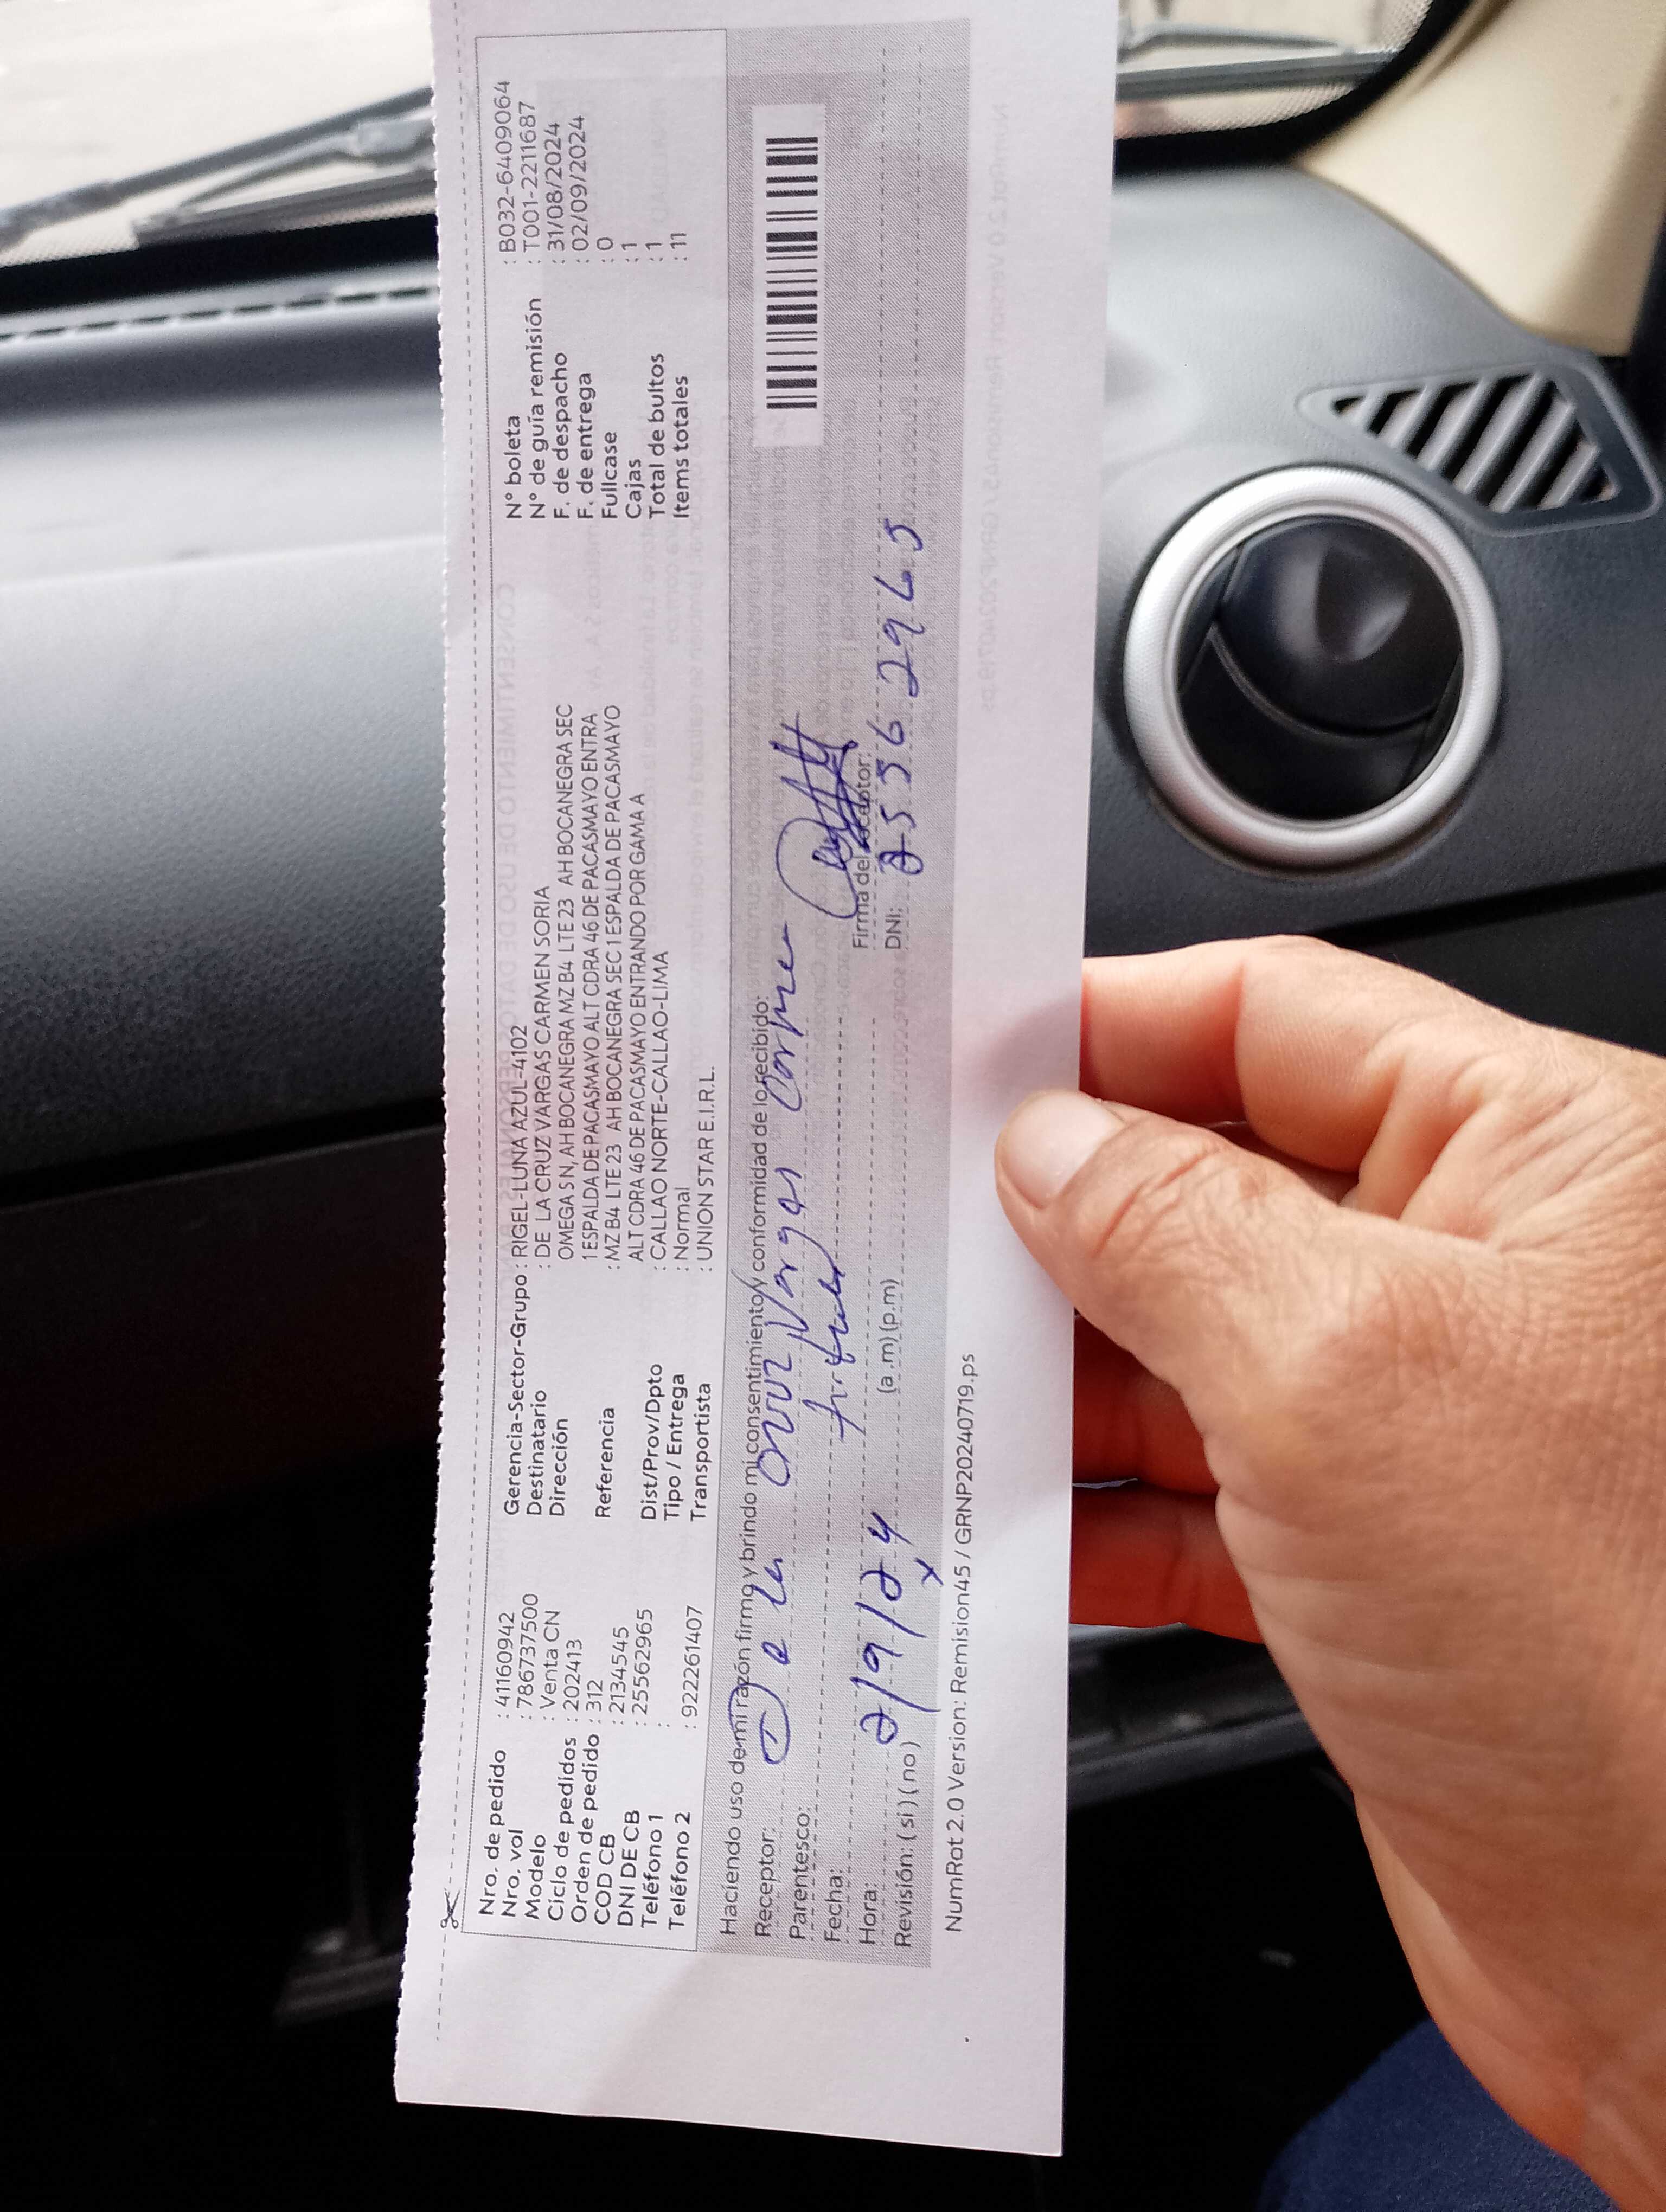 Nro. de pedido : 41160942
Nro. vol : 786737500
Modelo : Venta CN
Ciclo de pedidos : 202413
Orden de pedido : 312
COD CB : 2134545
DNI DE CB : 25562965
Teléfono 1 :
Teléfono 2 : 922261407
Gerencia-Sector-Grupo : RIGEL-LUNA AZUL-4102
Destinatario : DE LA CRUZ VARGAS CARMEN SORIA
Dirección OMEGA S N, AH BOCANEGRA MZ B4 LTE 23 AH BOCANEGRA SEC
1 ESPALDA DE PACASMAYO ALT CDRA 46 DE PACASMAYO ENTRA
Referencia : MZ B4 LTE 23 AH BOCANEGRA SEC 1 ESPALDA DE PACASMAYO
ALT CDRA 46 DE PACASMAYO ENTRANDO POR GAMA A
Dist/Prov/Dpto : CALLAO NORTE-CALLAO-LIMA
Tipo / Entrega : Normal
Transportista : UNION STAR E.I.R.L.
N° boleta : B032-6409064
N° de guía remisión : T001-2211687
F. de despacho : 31/08/2024
F. de entrega : 02/09/2024
Fullcase : 0
Cajas : 1
Total de bultos : 1
Items totales : 11
Haciendo uso de mi razón firmo y brindo mi consentimiento y conformidad de lo recibido:
Receptor: De la Cruz Vargas Carmen
Parentesco:
Fecha: 2/9/24
Hora: (a.m) (p.m)
Revisión: (si) (no)
Firma del receptor:
DNI: 25562965
NumRot 2.0 Version: Remision45 / GRNP20240719.ps